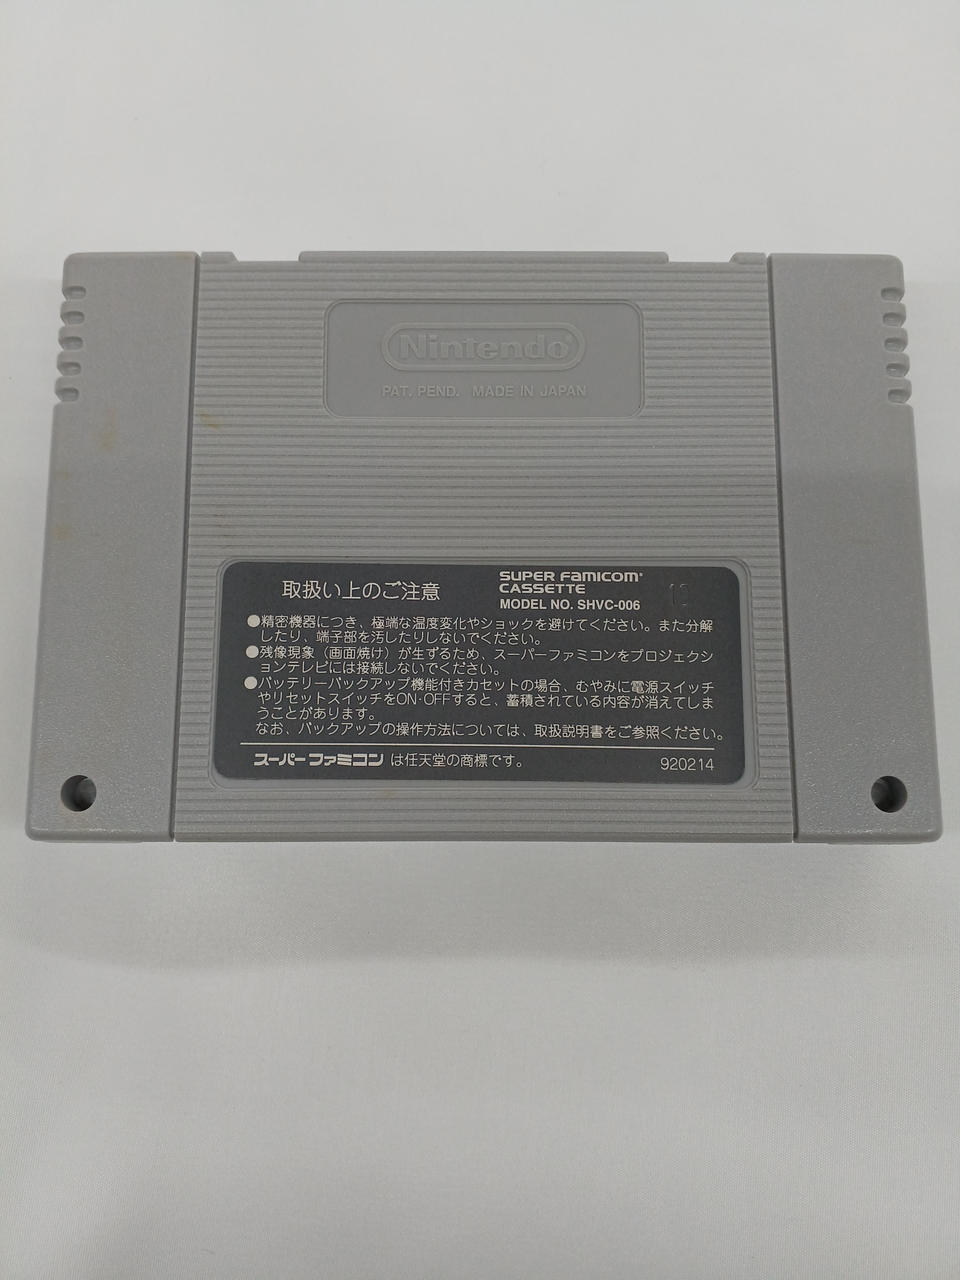 Nintendo
PAT. PEND. MADE IN JAPAN
取扱い上のご注意
SUPER FAMICOM
CASSETTE
MODEL NO. SHVC-006
●精密機器につき、極端な温度変化やショックを避けてください。また分解
したり、端子部を汚したりしないでください。
●残像現象（画面焼け）が生ずるため、スーパーファミコンをプロジェクシ
ョンテレビには接続しないでください。
●バッテリーバックアップ機能付きカセットの場合、むやみに電源スイッチ
やリセットスイッチをON・OFFすると、蓄積されている内容が消えてしま
うことがあります。
なお、バックアップの操作方法については、取扱説明書をご参照ください。
スーパーファミコン は任天堂の商標です。
920214